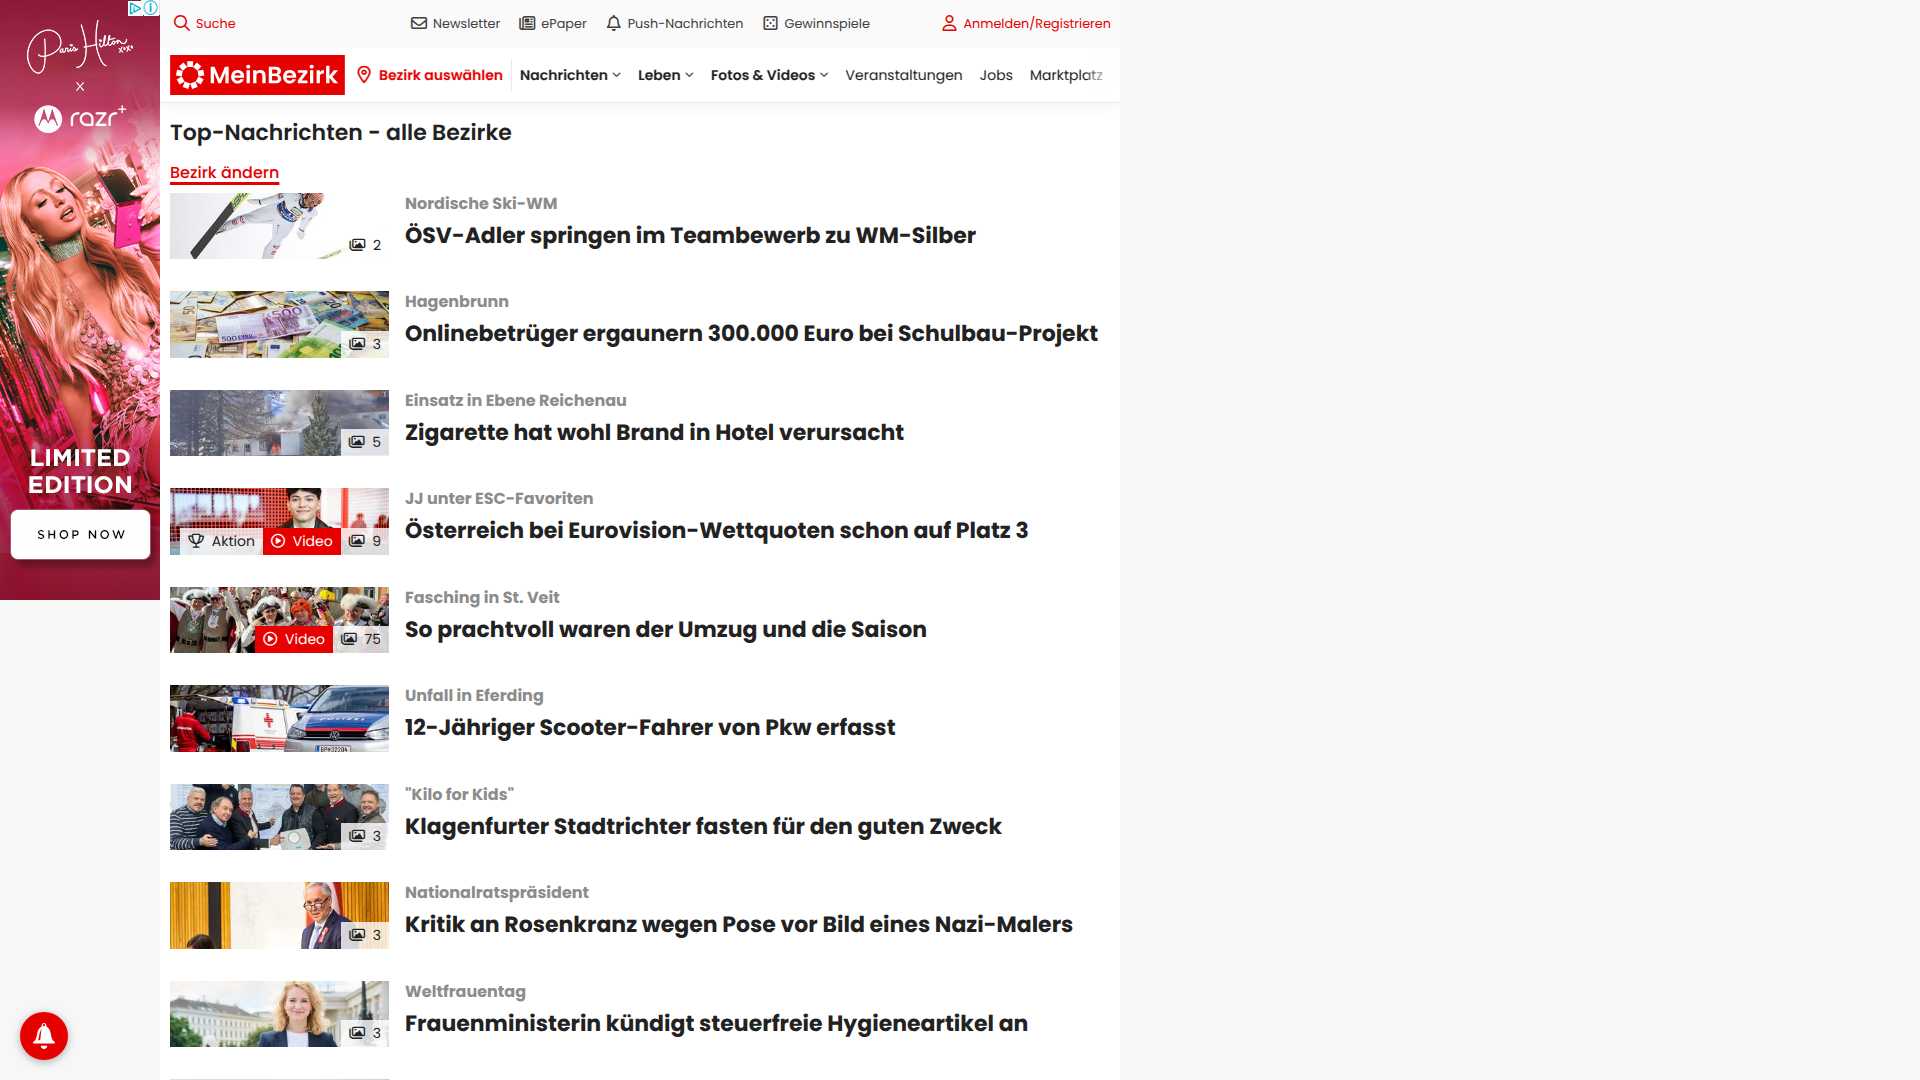 Paris Hilton
xoxo
x
razr+
LIMITED
EDITION
SHOP NOW
Suche
Newsletter
ePaper
Push-Nachrichten
Gewinnspiele
Anmelden/Registrieren
MeinBezirk
Bezirk auswählen
Nachrichten
Leben
Fotos & Videos
Veranstaltungen
Jobs
Marktplatz
Top-Nachrichten - alle Bezirke
Bezirk ändern
2
Nordische Ski-WM
ÖSV-Adler springen im Teambewerb zu WM-Silber
3
Hagenbrunn
Onlinebetrüger ergaunern 300.000 Euro bei Schulbau-Projekt
5
Einsatz in Ebene Reichenau
Zigarette hat wohl Brand in Hotel verursacht
Aktion
Video
9
JJ unter ESC-Favoriten
Österreich bei Eurovision-Wettquoten schon auf Platz 3
Video
75
Fasching in St. Veit
So prachtvoll waren der Umzug und die Saison
Unfall in Eferding
12-Jähriger Scooter-Fahrer von Pkw erfasst
3
"Kilo for Kids"
Klagenfurter Stadtrichter fasten für den guten Zweck
3
Nationalratspräsident
Kritik an Rosenkranz wegen Pose vor Bild eines Nazi-Malers
3
Weltfrauentag
Frauenministerin kündigt steuerfreie Hygieneartikel an